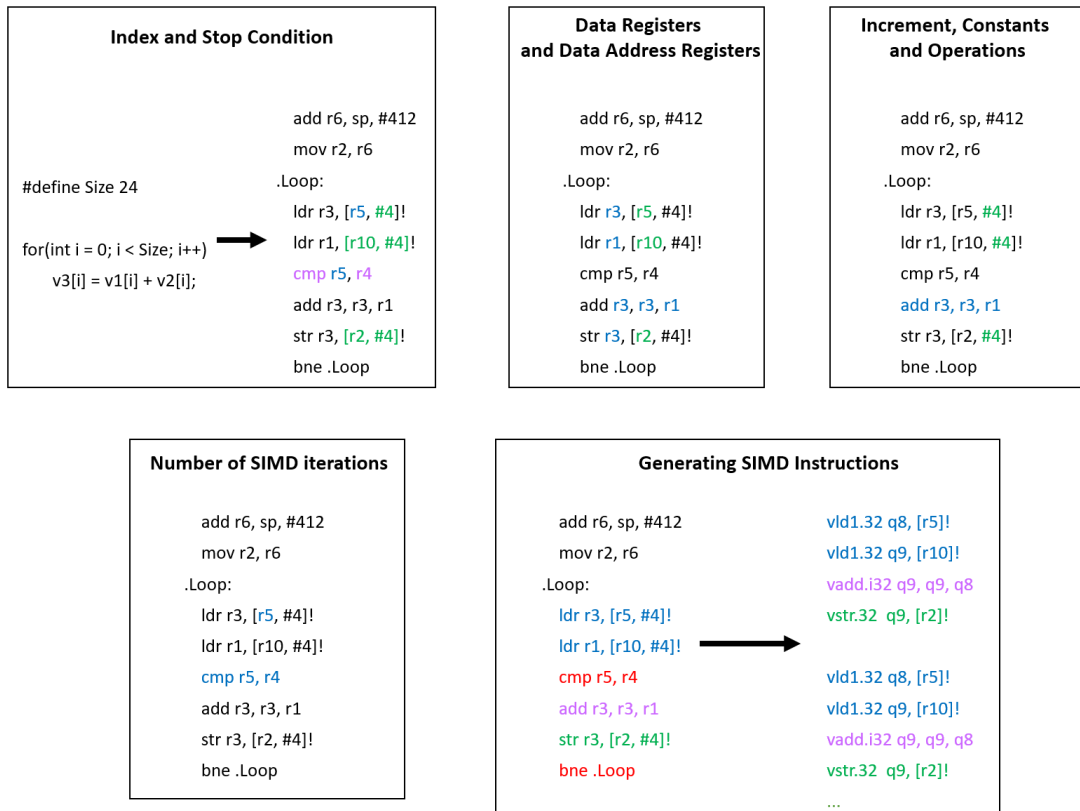 Index and Stop Condition
#define Size 24
for(int i = 0; i < Size; i++)
v3[i] = v1[i] + v2[i];
add r6, sp, #412
mov r2, r6
.Loop:
ldr r3, [r5, #4]!
ldr r1, [r10, #4]!
cmp r5, r4
add r3, r3, r1
str r3, [r2, #4]!
bne .Loop
Data Registers
and Data Address Registers
add r6, sp, #412
mov r2, r6
.Loop:
ldr r3, [r5, #4]!
ldr r1, [r10, #4]!
cmp r5, r4
add r3, r3, r1
str r3, [r2, #4]!
bne .Loop
Increment, Constants
and Operations
add r6, sp, #412
mov r2, r6
.Loop:
ldr r3, [r5, #4]!
ldr r1, [r10, #4]!
cmp r5, r4
add r3, r3, r1
str r3, [r2, #4]!
bne .Loop
Number of SIMD iterations
add r6, sp, #412
mov r2, r6
.Loop:
ldr r3, [r5, #4]!
ldr r1, [r10, #4]!
cmp r5, r4
add r3, r3, r1
str r3, [r2, #4]!
bne .Loop
Generating SIMD Instructions
add r6, sp, #412
mov r2, r6
.Loop:
ldr r3, [r5, #4]!
ldr r1, [r10, #4]!
cmp r5, r4
add r3, r3, r1
str r3, [r2, #4]!
bne .Loop
vld1.32 q8, [r5]!
vld1.32 q9, [r10]!
vadd.i32 q9, q9, q8
vstr.32 q9, [r2]!
vld1.32 q8, [r5]!
vld1.32 q9, [r10]!
vadd.i32 q9, q9, q8
vstr.32 q9, [r2]!
...